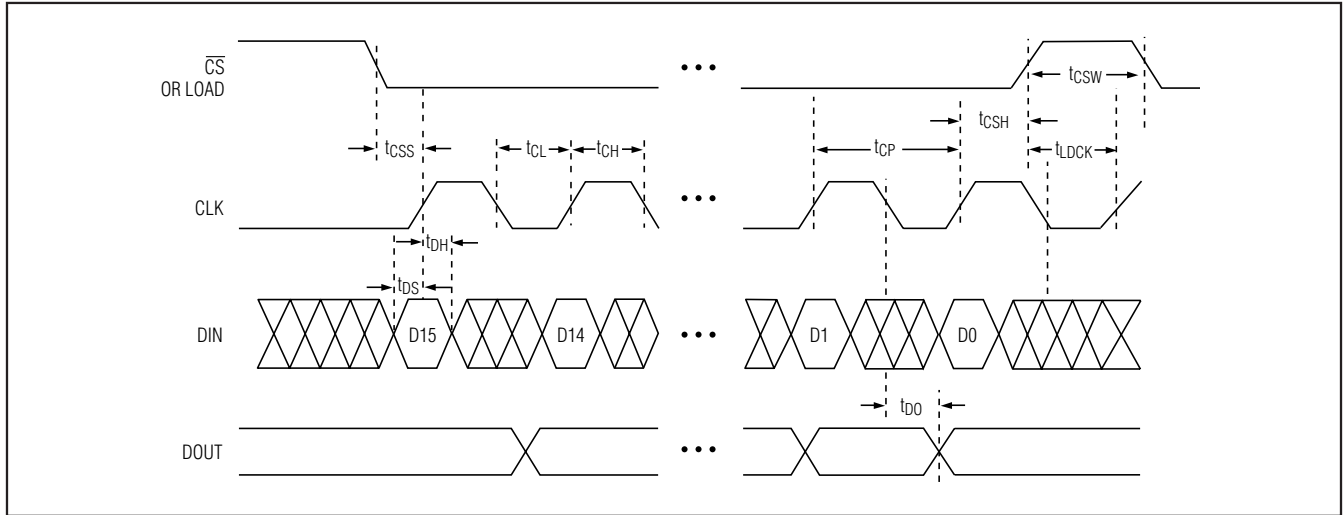 CS
OR LOAD
tCSW
tCSH
tCSS
tCL
tCH
tCP
tLDCK
CLK
tDH
tDS
DIN
D15
D14
D1
D0
tDO
DOUT